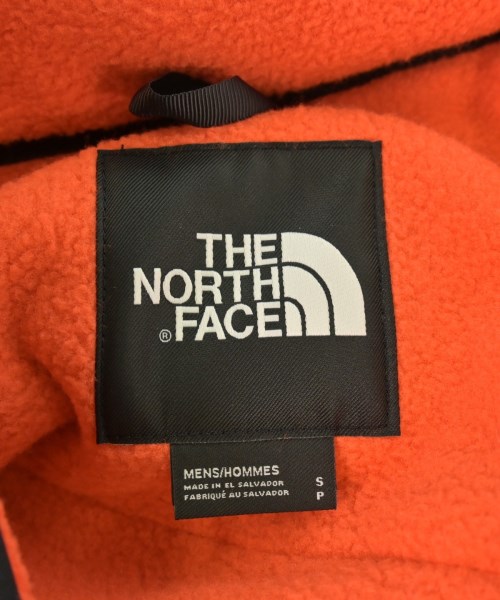 THE
NORTH
® FACE
MENS/HOMMES
MADE IN EL SALVADOR S
FABRIQUÉ AU SALVADOR P